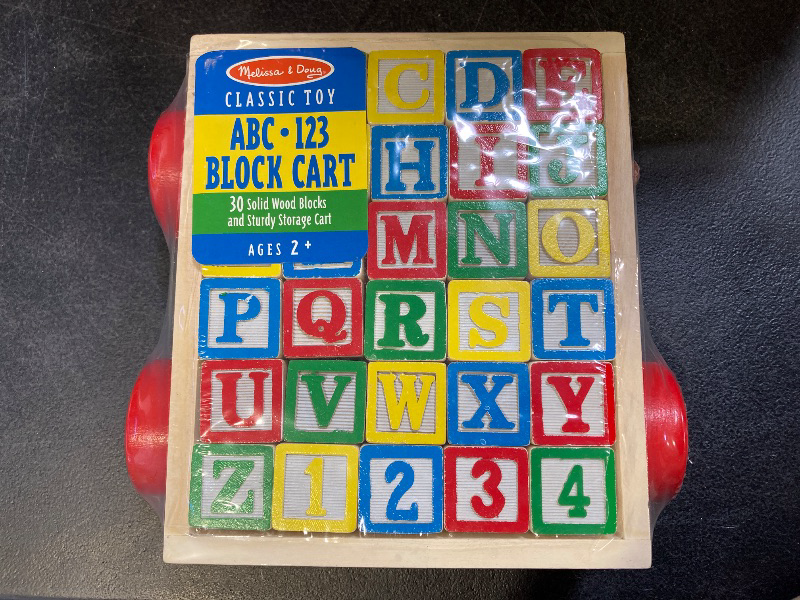 Melissa & Doug
CLASSIC TOY
ABC • 123
BLOCK CART
30 Solid Wood Blocks
and Sturdy Storage Cart
AGES 2+
C D E
H I J
M N O
P Q R S T
U V W X Y
Z 1 2 3 4